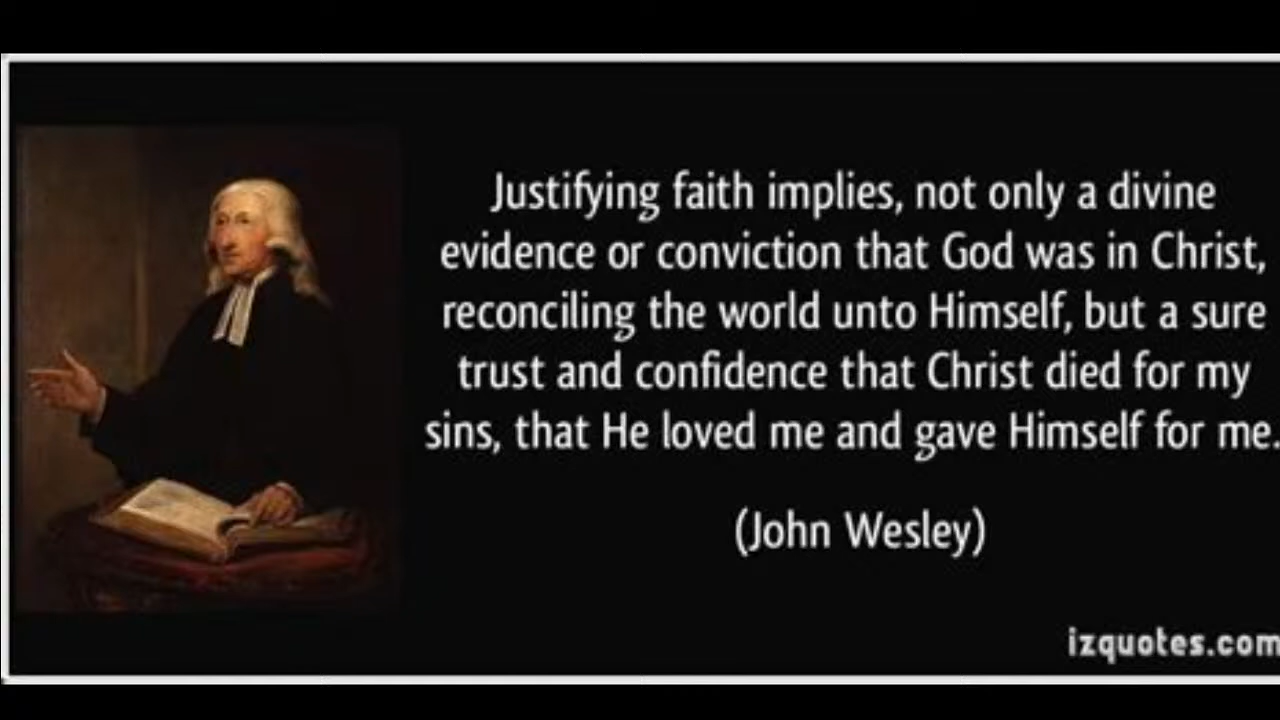 Justifying faith implies, not only a divine
evidence or conviction that God was in Christ,
reconciling the world unto Himself, but a sure
trust and confidence that Christ died for my
sins, that He loved me and gave Himself for me.
(John Wesley)
izquotes.com